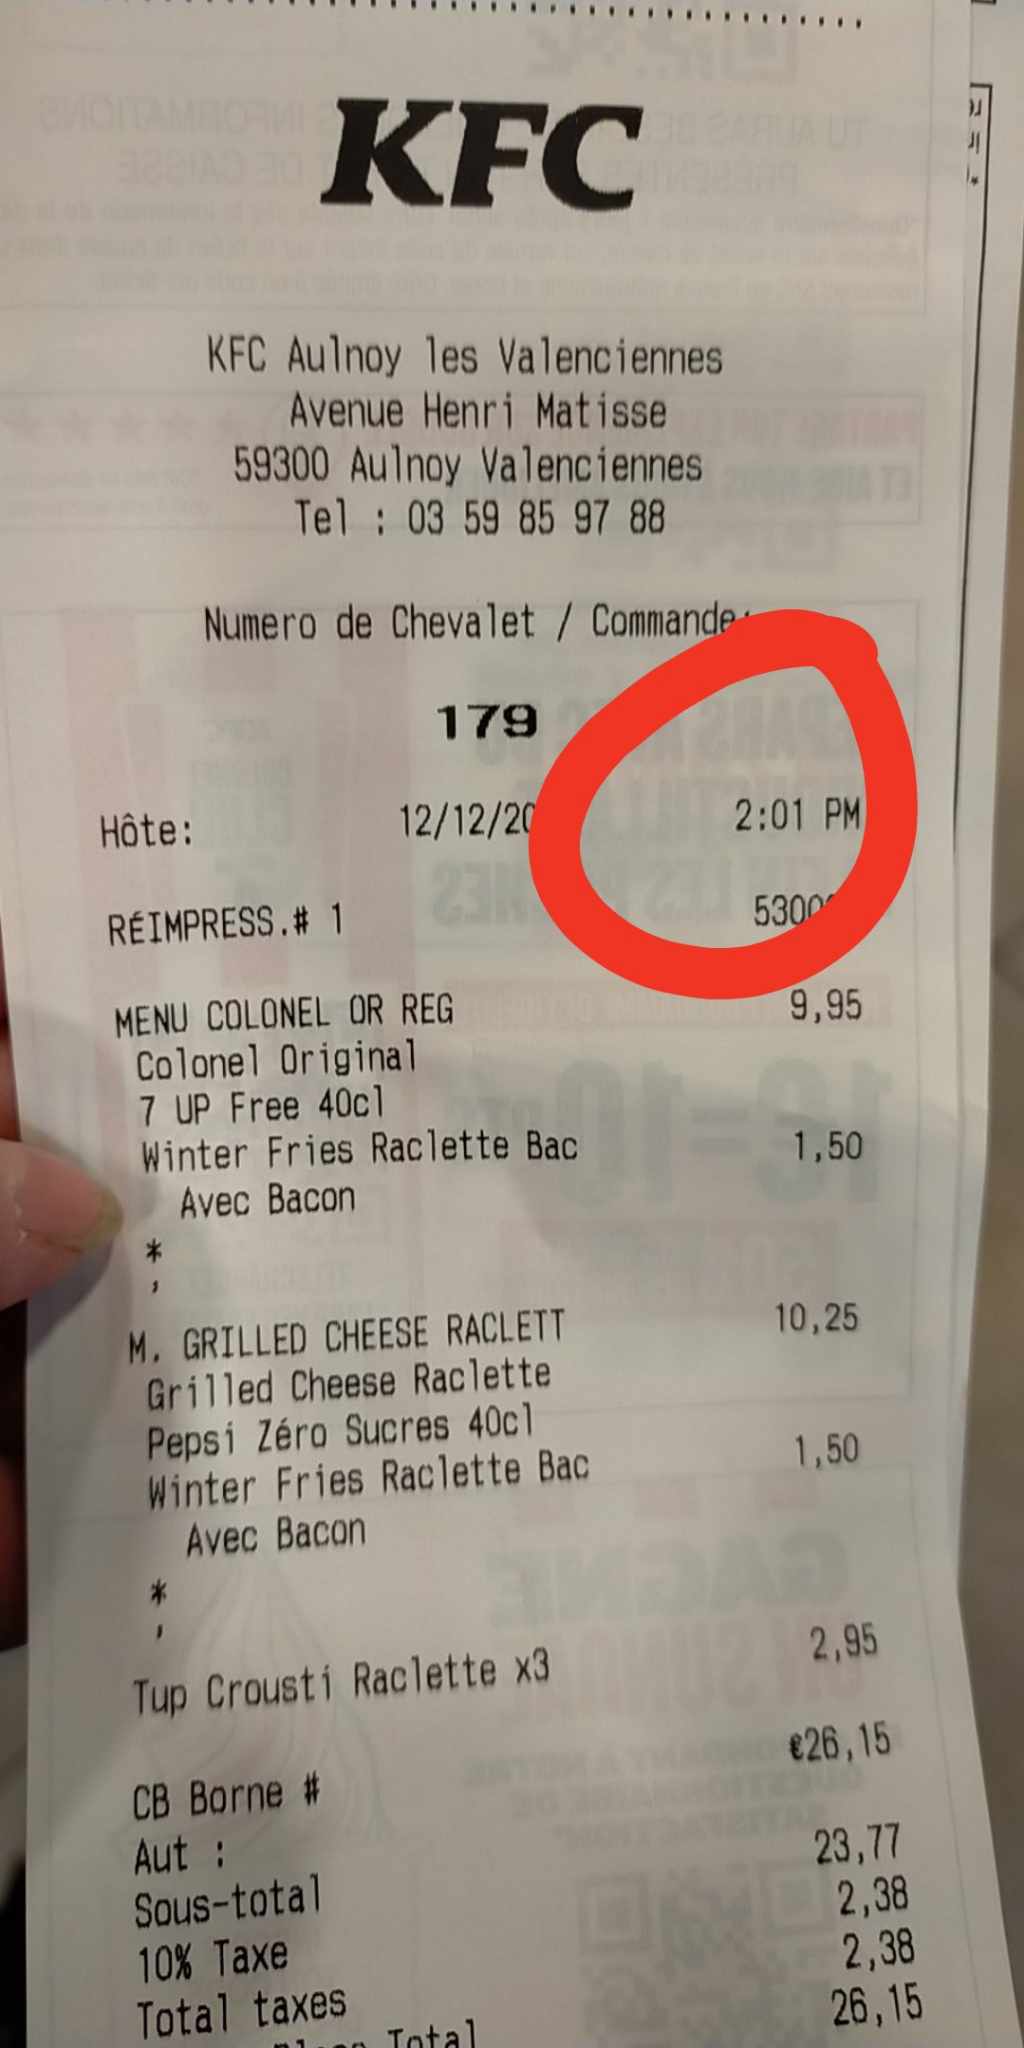 KFC
KFC Aulnoy les Valenciennes
Avenue Henri Matisse
59300 Aulnoy Valenciennes
Tel : 03 59 85 97 88
Numero de Chevalet / Commande:
179
Hôte: 12/12/20 2:01 PM
RÉIMPRESS.# 1 5300
MENU COLONEL OR REG 9,95
Colonel Original
7 UP Free 40cl
Winter Fries Raclette Bac 1,50
Avec Bacon
*
,
M. GRILLED CHEESE RACLETT 10,25
Grilled Cheese Raclette
Pepsi Zéro Sucres 40cl
Winter Fries Raclette Bac 1,50
Avec Bacon
*
,
Tup Crousti Raclette x3 2,95
CB Borne # €26,15
Aut :
Sous-total 23,77
10% Taxe 2,38
Total taxes 2,38
Total 26,15